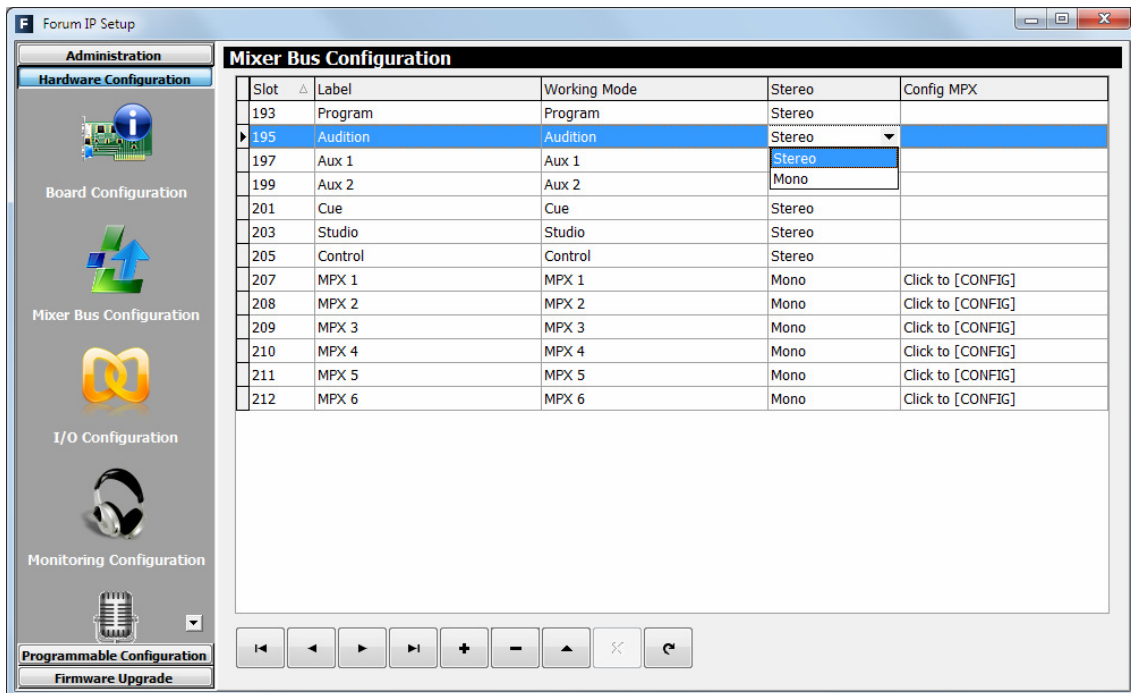 F Forum IP Setup
Administration
Hardware Configuration
Board Configuration
Mixer Bus Configuration
I/O Configuration
Monitoring Configuration
Programmable Configuration
Firmware Upgrade
Mixer Bus Configuration
Slot Label Working Mode Stereo Config MPX
193 Program Program Stereo
195 Audition Audition Stereo
197 Aux 1 Aux 1 Stereo
199 Aux 2 Aux 2 Mono
201 Cue Cue Stereo
203 Studio Studio Stereo
205 Control Control Stereo
207 MPX 1 MPX 1 Mono Click to [CONFIG]
208 MPX 2 MPX 2 Mono Click to [CONFIG]
209 MPX 3 MPX 3 Mono Click to [CONFIG]
210 MPX 4 MPX 4 Mono Click to [CONFIG]
211 MPX 5 MPX 5 Mono Click to [CONFIG]
212 MPX 6 MPX 6 Mono Click to [CONFIG]